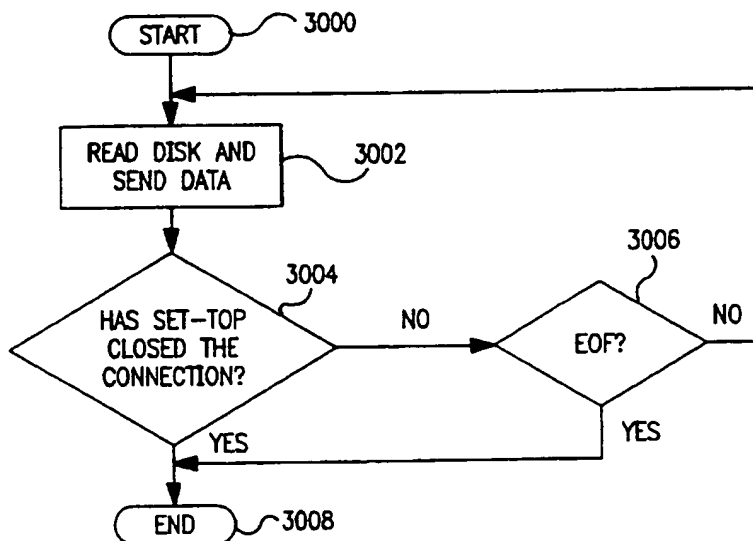 START
3000
READ DISK AND
SEND DATA
3002
HAS SET-TOP
CLOSED THE
CONNECTION?
3004
NO
EOF?
3006
NO
YES
YES
END
3008